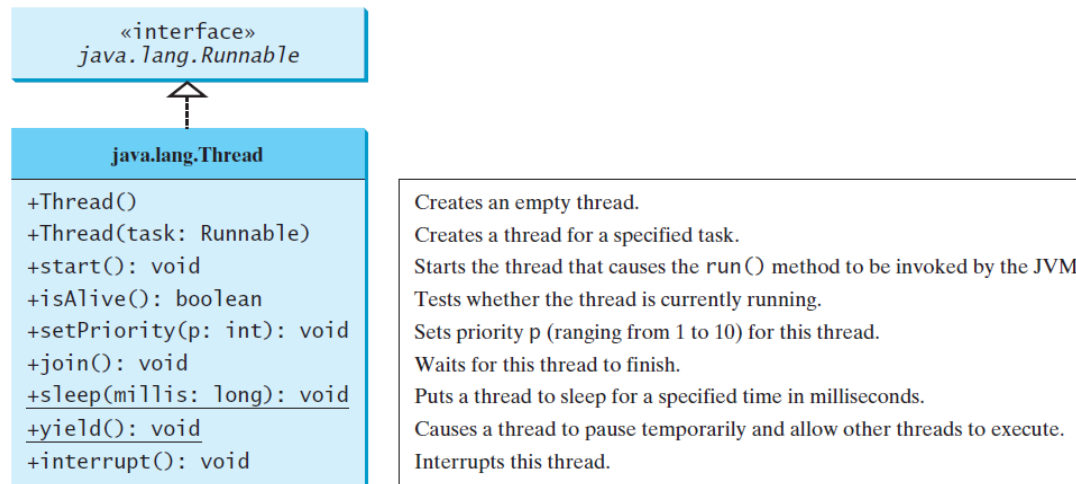 «interface»
java.lang.Runnable
java.lang.Thread
+Thread()
+Thread(task: Runnable)
+start(): void
+isAlive(): boolean
+setPriority(p: int): void
+join(): void
+sleep(millis: long): void
+yield(): void
+interrupt(): void
Creates an empty thread.
Creates a thread for a specified task.
Starts the thread that causes the run() method to be invoked by the JVM
Tests whether the thread is currently running.
Sets priority p (ranging from 1 to 10) for this thread.
Waits for this thread to finish.
Puts a thread to sleep for a specified time in milliseconds.
Causes a thread to pause temporarily and allow other threads to execute.
Interrupts this thread.